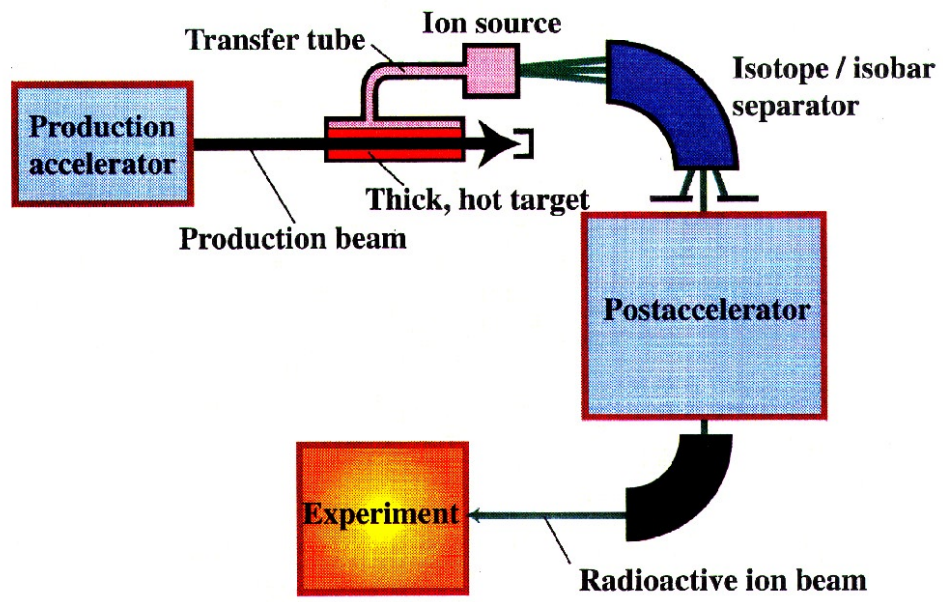 Ion source
Transfer tube
Isotope / isobar
separator
Production
accelerator
Thick, hot target
Production beam
Postaccelerator
Experiment
Radioactive ion beam